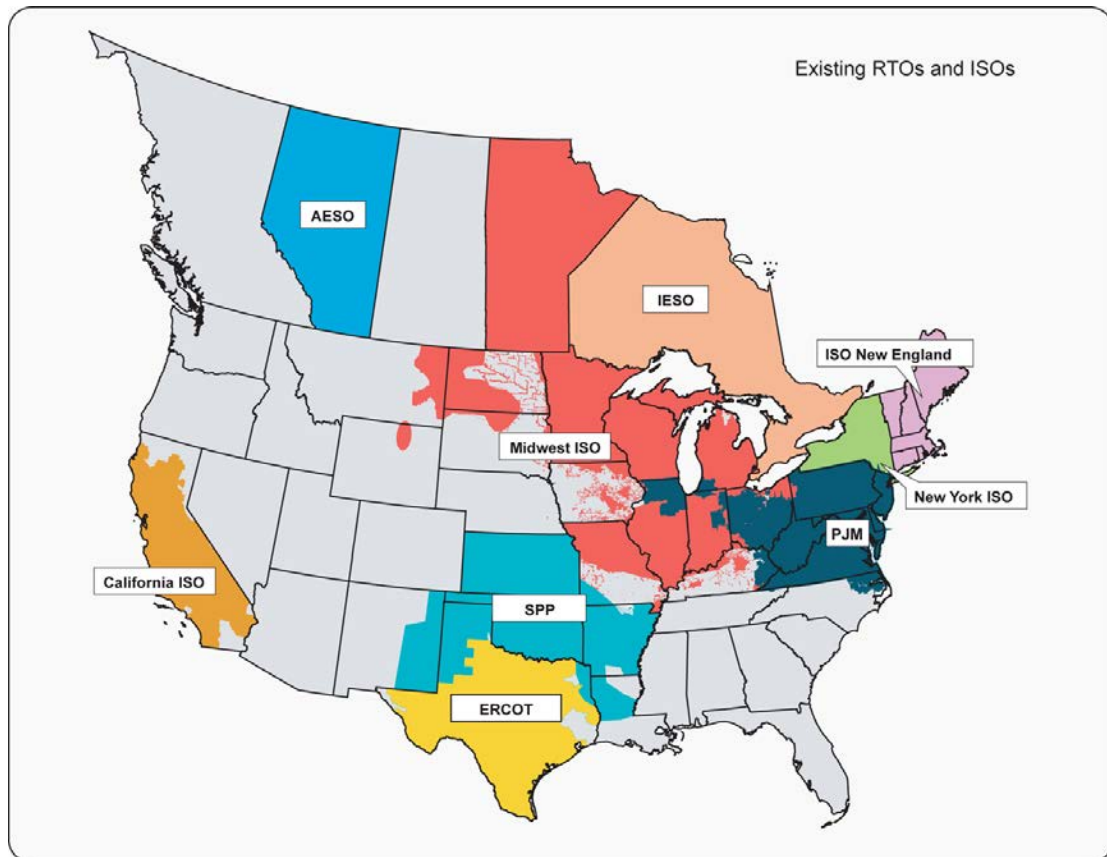 Existing RTOs and ISOs
AESO
IESO
ISO New England
Midwest ISO
New York ISO
PJM
California ISO
SPP
ERCOT